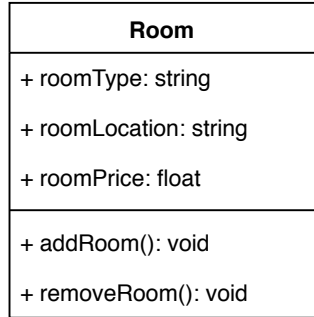 Room
+ roomType: string
+ roomLocation: string
+ roomPrice: float
+ addRoom(): void
+ removeRoom(): void